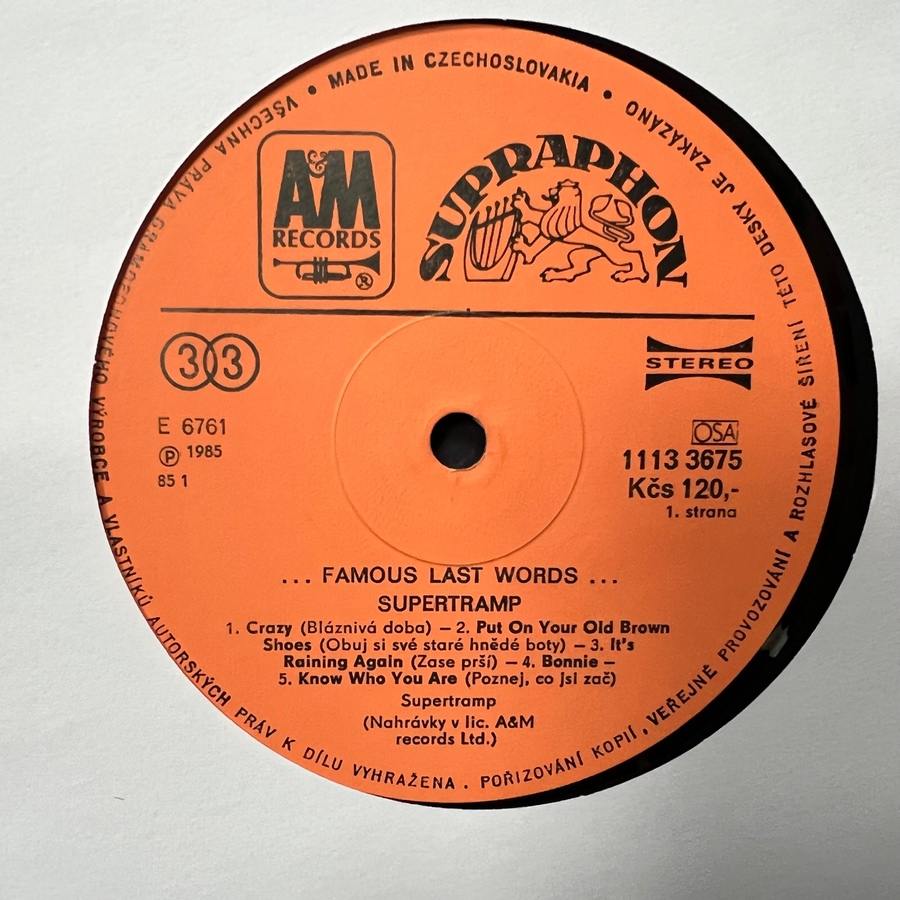 VŠECHNA PRÁVA GRAMOFONOVÉHO VÝROBCE A VLASTNÍKŮ AUTORSKÝCH PRÁV K DÍLU VYHRAŽENA . POŘIZOVÁNÍ KOPIÍ, VEŘEJNÉ PROVOZOVÁNÍ A ROZHLASOVÉ ŠÍŘENÍ TÉTO DESKY JE ZAKÁZÁNO • MADE IN CZECHOSLOVAKIA •
A&M
RECORDS
®
SUPRAPHON
33
STEREO
E 6761
Ⓟ 1985
85 1
OSA
1113 3675
Kčs 120,-
1. strana
... FAMOUS LAST WORDS ...
SUPERTRAMP
1. Crazy (Bláznivá doba) – 2. Put On Your Old Brown
Shoes (Obuj si své staré hnědé boty) – 3. It's
Raining Again (Zase prší) – 4. Bonnie –
5. Know Who You Are (Poznej, co jsi zač)
Supertramp
(Nahrávky v lic. A&M
records Ltd.)